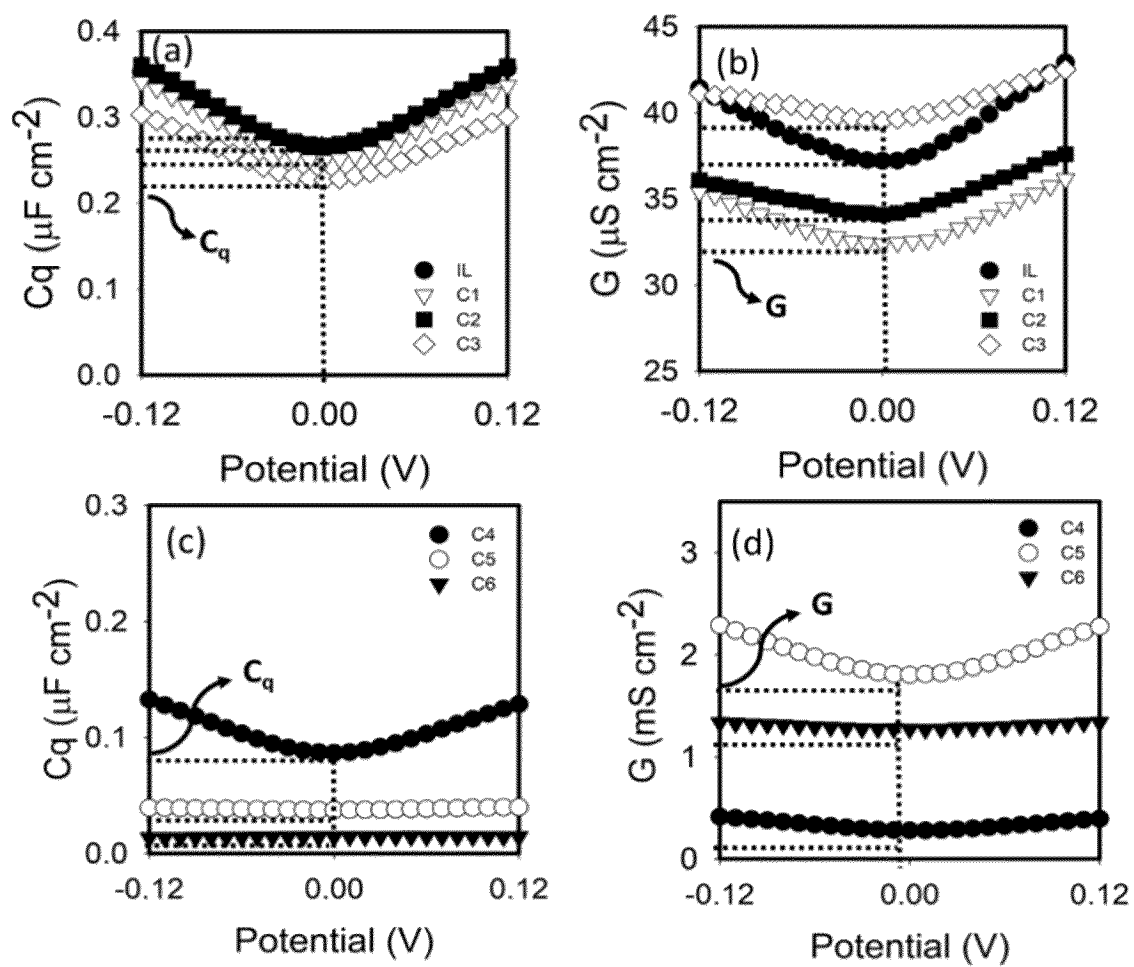 (a)
Cq (μF cm-2)
0.4
0.3
0.2
0.1
0.0
Cq
IL
C1
C2
C3
-0.12 0.00 0.12
Potential (V)
(b)
G (μS cm-2)
45
40
35
30
25
G
IL
C1
C2
C3
-0.12 0.00 0.12
Potential (V)
(c)
Cq (μF cm-2)
0.3
0.2
0.1
0.0
Cq
C4
C5
C6
-0.12 0.00 0.12
Potential (V)
(d)
G (mS cm-2)
3
2
1
0
G
C4
C5
C6
-0.12 0.00 0.12
Potential (V)